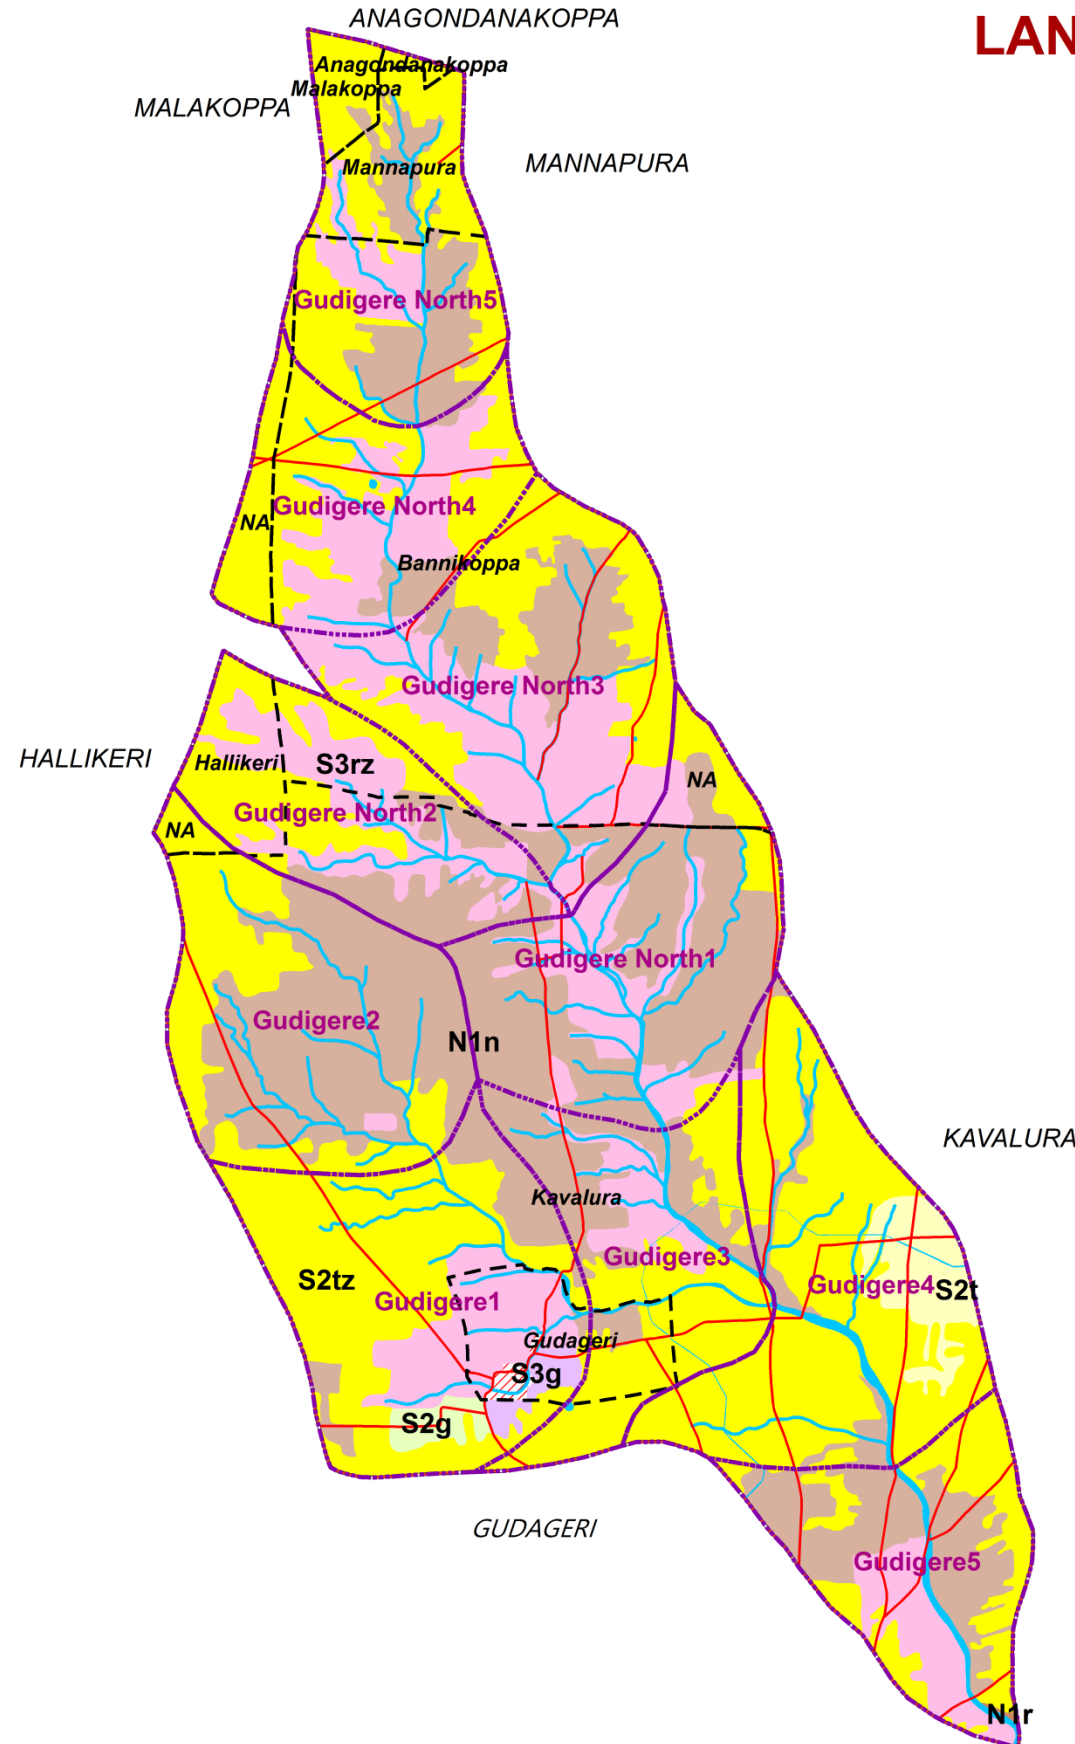 ANAGONDANAKOPPA
LAN
Anagondanakoppa
Malakoppa
MALAKOPPA
Mannapura
MANNAPURA
Gudigere North5
Gudigere North4
NA
Bannikoppa
Gudigere North3
HALLIKERI
Hallikeri
S3rz
NA
Gudigere North2
NA
Gudigere North1
Gudigere2
N1n
KAVALURA
Kavalura
Gudigere3
S2tz
Gudigere4
S2t
Gudigere1
Gudageri
S3g
S2g
GUDAGERI
Gudigere5
N1r